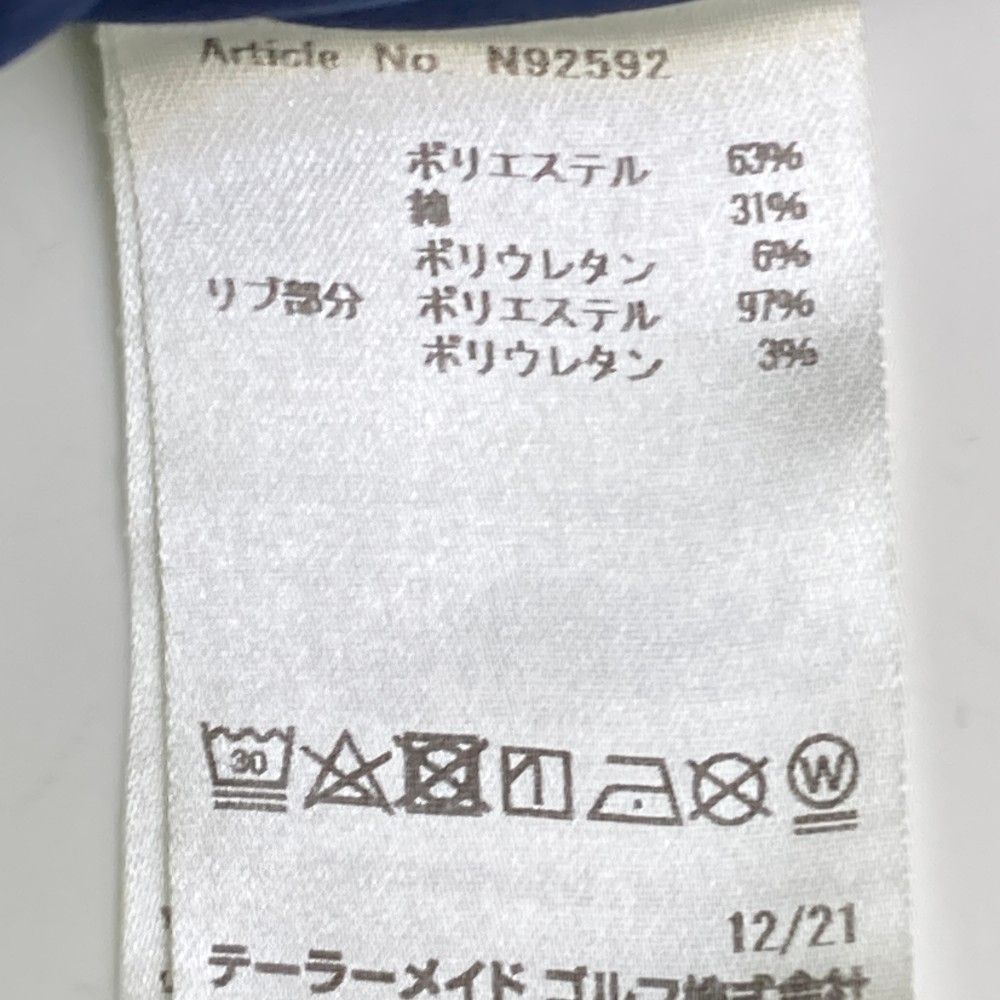 Article No. N92592
ポリエステル 63%
綿 31%
ポリウレタン 6%
リブ部分 ポリエステル 97%
ポリウレタン 3%
30 W
12/21
テーラーメイド ゴルフ株式会社